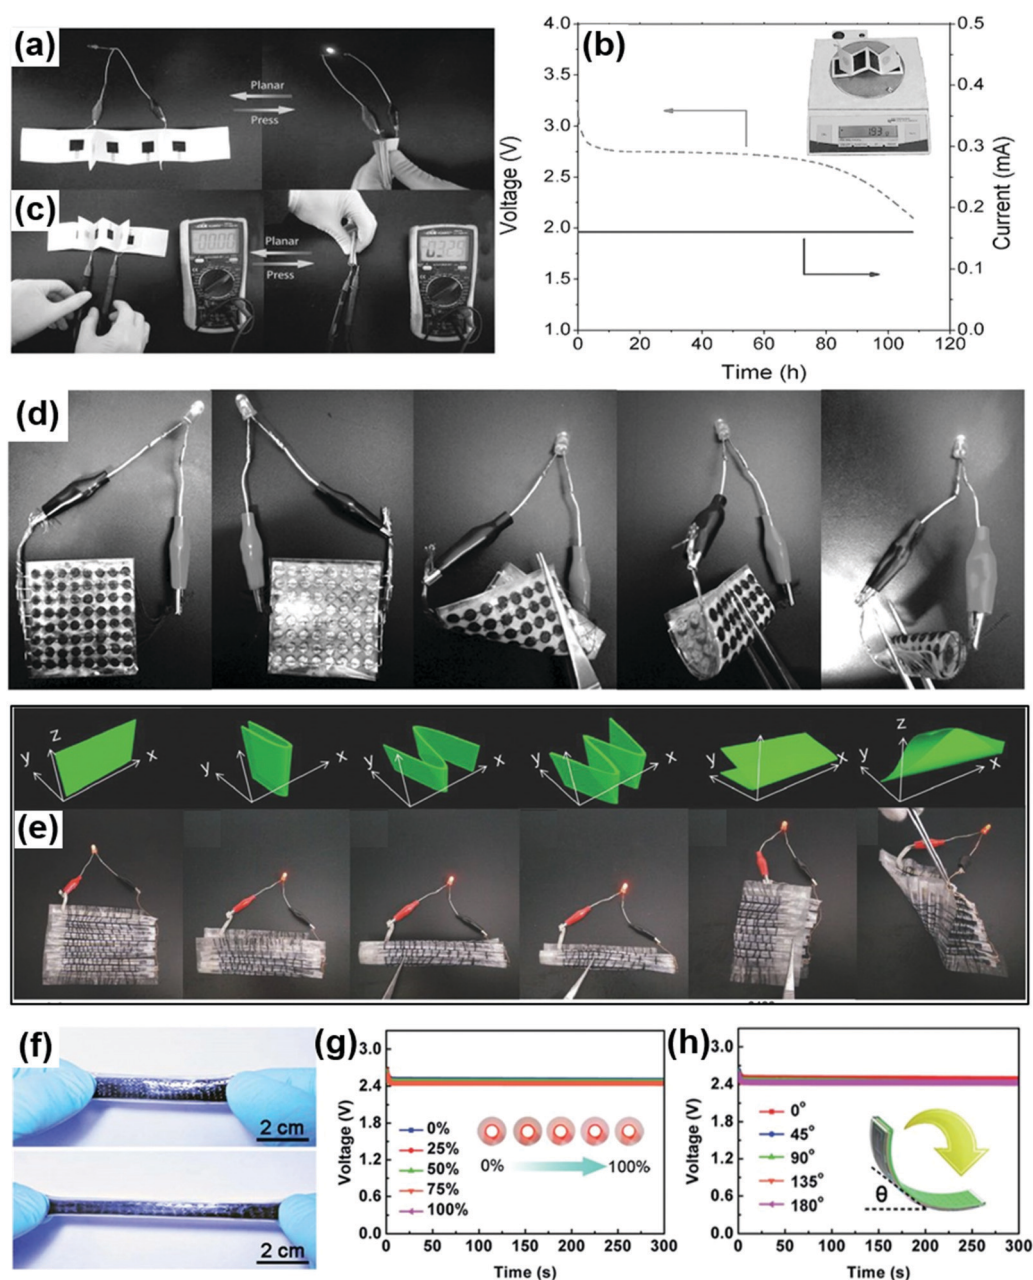 (a)
Planar
Press
(b)
4.0
3.5
3.0
2.5
2.0
1.5
1.0
Voltage (V)
0.5
0.4
0.3
0.2
0.1
0.0
Current (mA)
0 20 40 60 80 100 120
Time (h)
193
(c)
0000
Planar
Press
(d)
z
y x
y x
y x
y x
y x
z
y x
(e)
(f)
2 cm
2 cm
(g)
3.0
2.4
1.8
1.2
0.6
0.0
Voltage (V)
0%
25%
50%
75%
100%
0% 100%
0 50 100 150 200 250 300
Time (s)
(h)
3.0
2.4
1.8
1.2
0.6
0.0
Voltage (V)
0°
45°
90°
135°
180°
θ
0 50 100 150 200 250 300
Time (s)